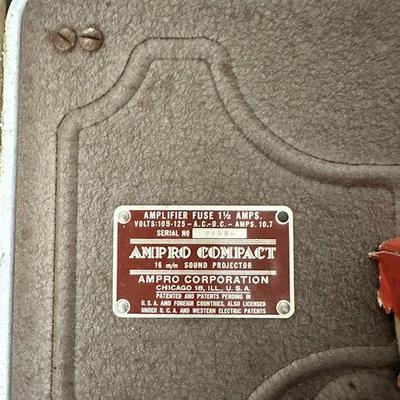 AMPLIFIER FUSE 1½ AMPS.
VOLTS:105-125 - A.C.-D.C. - AMPS. 10.7
SERIAL NO
AMPRO COMPACT
16 m/m SOUND PROJECTOR
AMPRO CORPORATION
CHICAGO 18, ILL., U. S. A.
PATENTED AND PATENTS PENDING IN
U. S. A. AND FOREIGN COUNTRIES, ALSO LICENSED
UNDER R. C. A. AND WESTERN ELECTRIC PATENTS